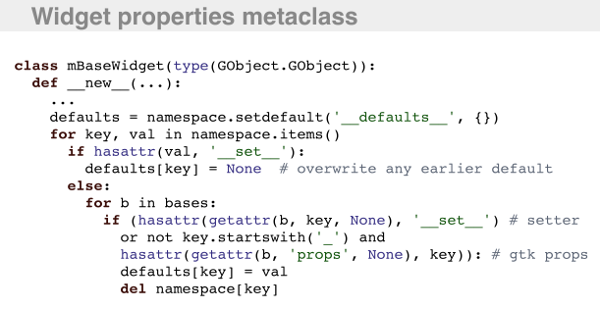 Widget properties metaclass
class mBaseWidget(type(GObject.GObject)):
def __new__(...):
...
defaults = namespace.setdefault('__defaults__', {})
for key, val in namespace.items()
if hasattr(val, '__set__'):
defaults[key] = None # overwrite any earlier default
else:
for b in bases:
if (hasattr(getattr(b, key, None), '__set__') # setter
or not key.startswith('_') and
hasattr(getattr(b, 'props', None), key)): # gtk props
defaults[key] = val
del namespace[key]